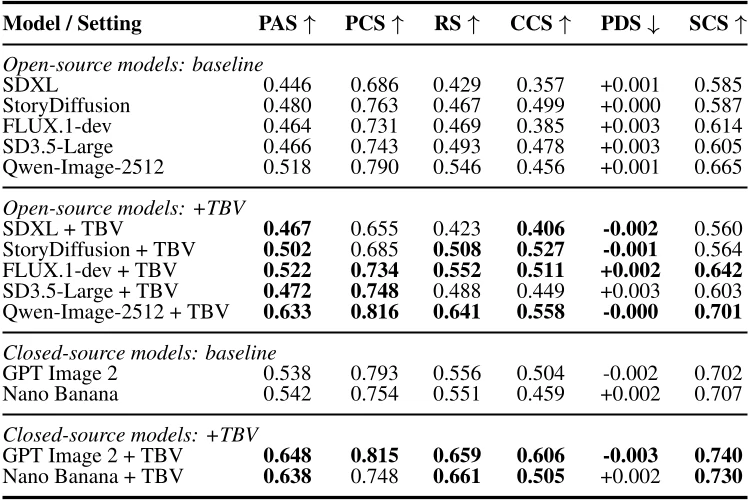 Model / Setting PAS ↑ PCS ↑ RS ↑ CCS ↑ PDS ↓ SCS ↑
Open-source models: baseline
SDXL 0.446 0.686 0.429 0.357 +0.001 0.585
StoryDiffusion 0.480 0.763 0.467 0.499 +0.000 0.587
FLUX.1-dev 0.464 0.731 0.469 0.385 +0.003 0.614
SD3.5-Large 0.466 0.743 0.493 0.478 +0.003 0.605
Qwen-Image-2512 0.518 0.790 0.546 0.456 +0.001 0.665
Open-source models: +TBV
SDXL + TBV 0.467 0.655 0.423 0.406 -0.002 0.560
StoryDiffusion + TBV 0.502 0.685 0.508 0.527 -0.001 0.564
FLUX.1-dev + TBV 0.522 0.734 0.552 0.511 +0.002 0.642
SD3.5-Large + TBV 0.472 0.748 0.488 0.449 +0.003 0.603
Qwen-Image-2512 + TBV 0.633 0.816 0.641 0.558 -0.000 0.701
Closed-source models: baseline
GPT Image 2 0.538 0.793 0.556 0.504 -0.002 0.702
Nano Banana 0.542 0.754 0.551 0.459 +0.002 0.707
Closed-source models: +TBV
GPT Image 2 + TBV 0.648 0.815 0.659 0.606 -0.003 0.740
Nano Banana + TBV 0.638 0.748 0.661 0.505 +0.002 0.730